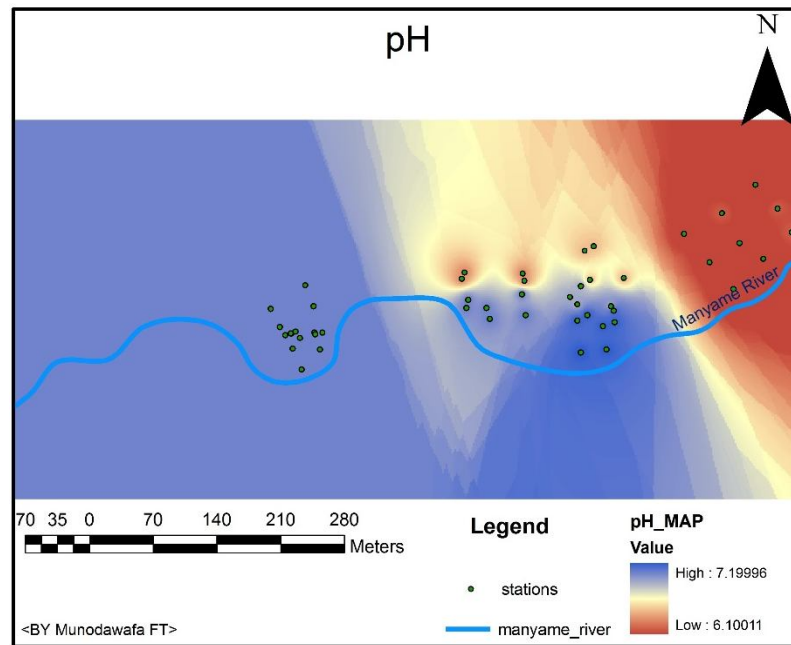 pH
N
Manyame River
70 35 0 70 140 210 280
Meters
Legend
stations
manyame_river
pH_MAP
Value
High : 7.19996
Low : 6.10011
<BY Munodawafa FT>